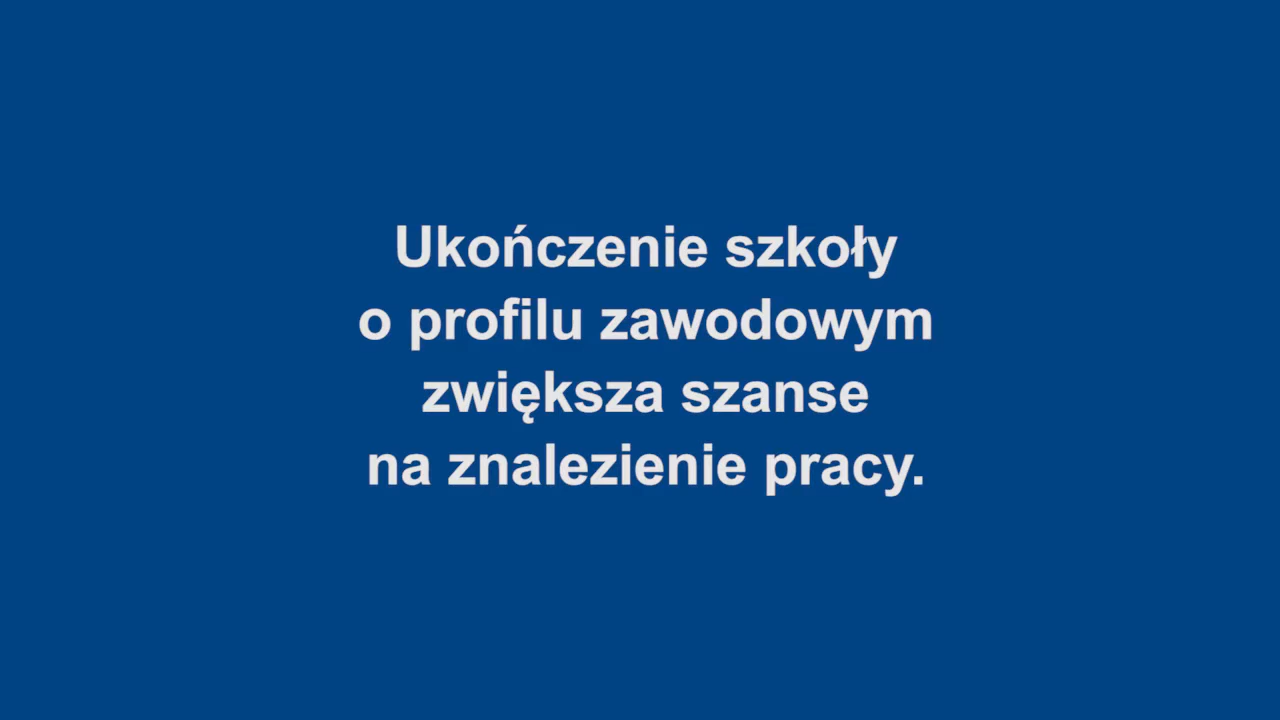 Ukończenie szkoły
o profilu zawodowym
zwiększa szanse
na znalezienie pracy.